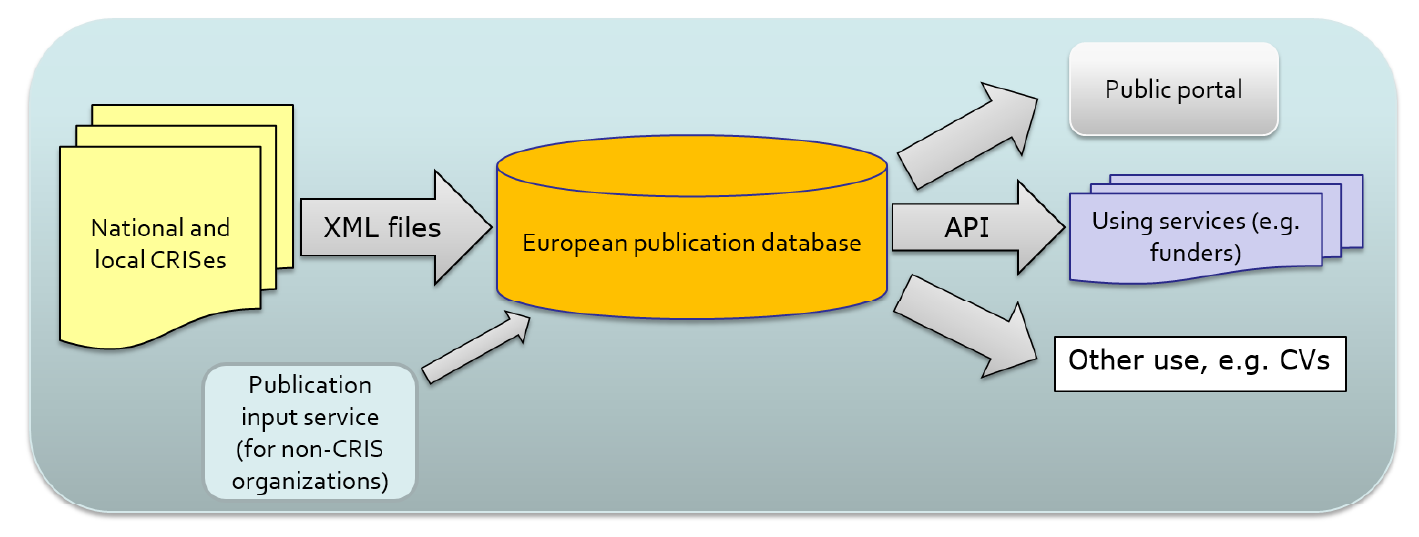 National and
local CRISes
XML files
Publication
input service
(for non-CRIS
organizations)
European publication database
Public portal
API
Using services (e.g.
funders)
Other use, e.g. CVs